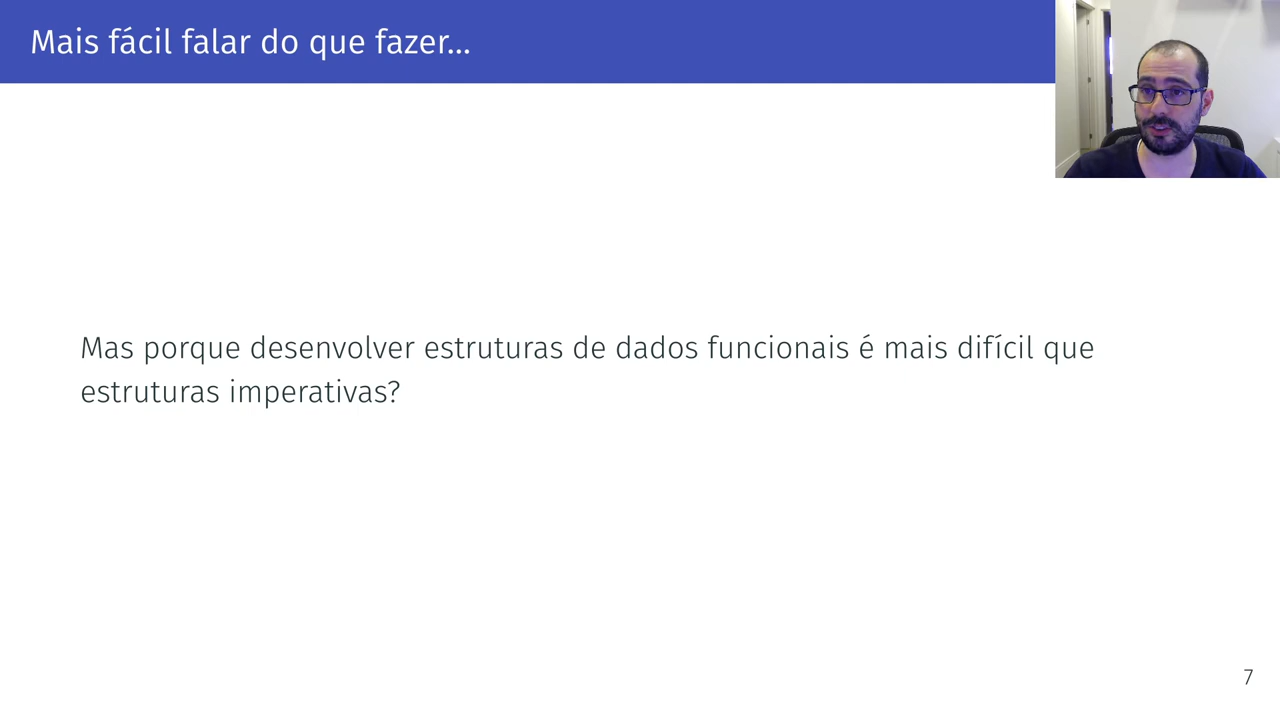 Mais fácil falar do que fazer...
Mas porque desenvolver estruturas de dados funcionais é mais difícil que
estruturas imperativas?
7